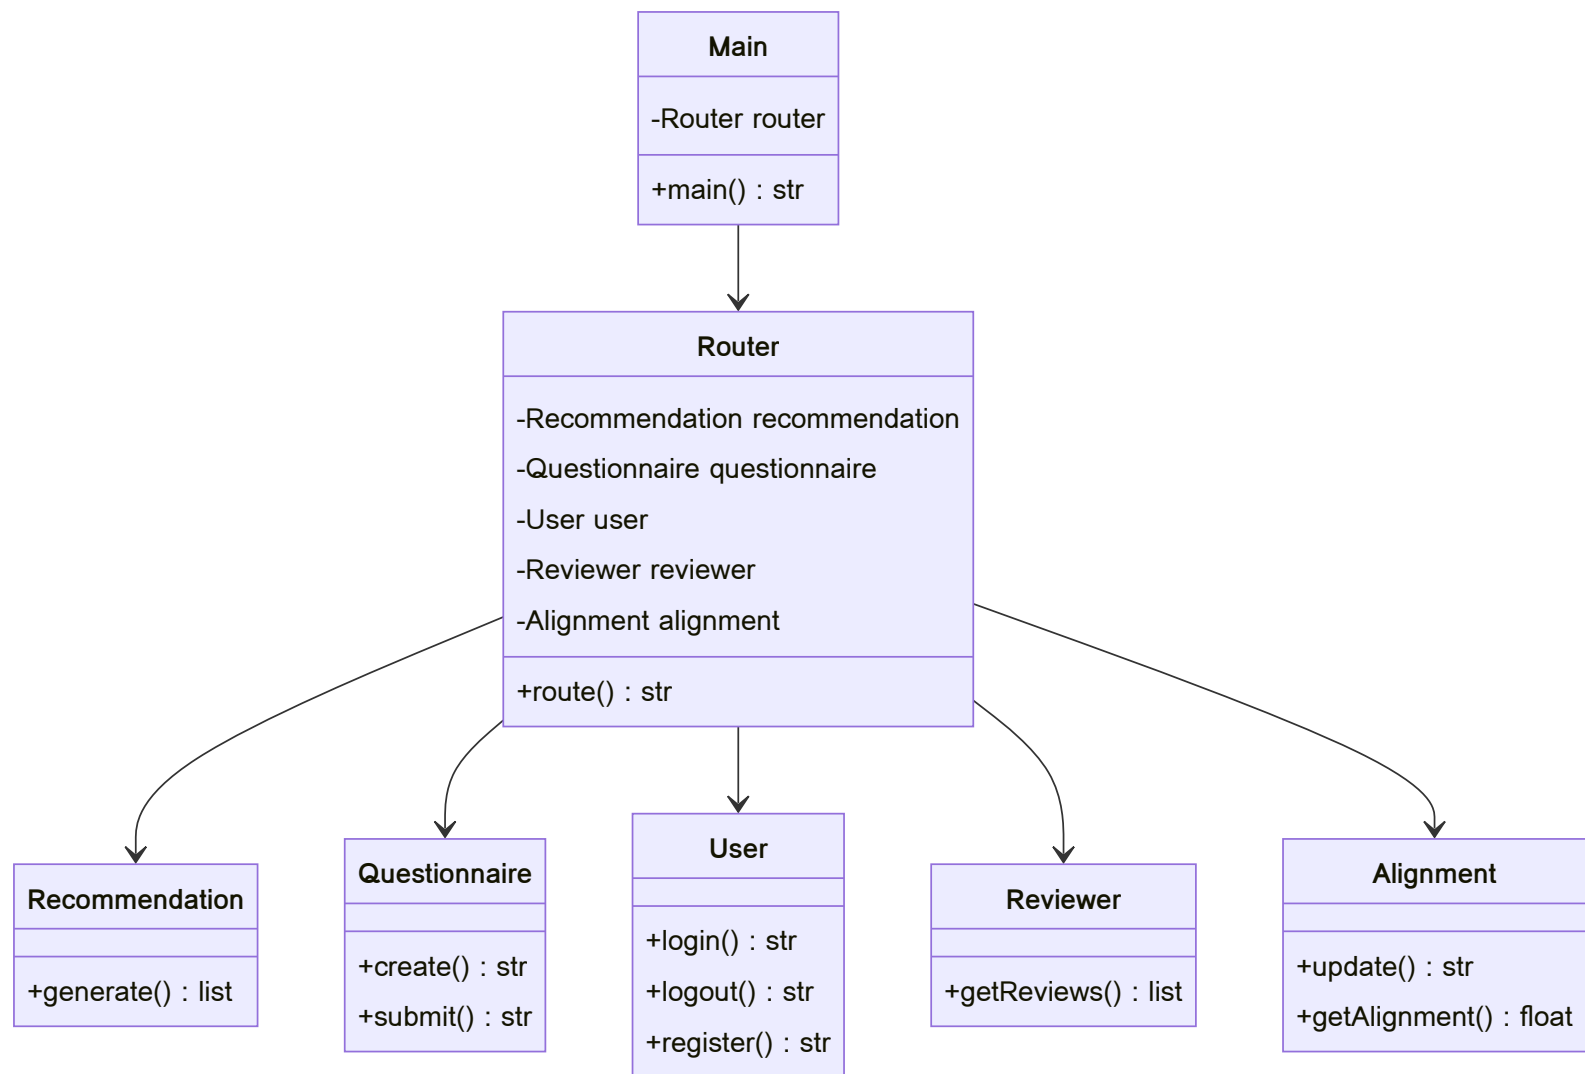 Main
-Router router
+main() : str
Router
-Recommendation recommendation
-Questionnaire questionnaire
-User user
-Reviewer reviewer
-Alignment alignment
+route() : str
Recommendation
+generate() : list
Questionnaire
+create() : str
+submit() : str
User
+login() : str
+logout() : str
+register() : str
Reviewer
+getReviews() : list
Alignment
+update() : str
+getAlignment() : float